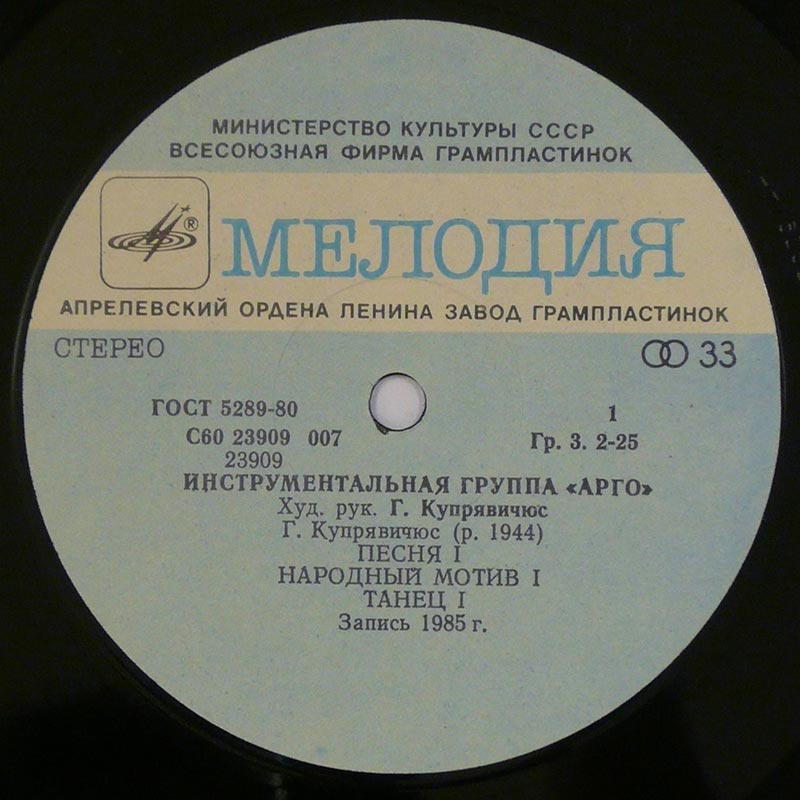 МИНИСТЕРСТВО КУЛЬТУРЫ СССР
ВСЕСОЮЗНАЯ ФИРМА ГРАМПЛАСТИНОК
® МЕЛОДИЯ
АПРЕЛЕВСКИЙ ОРДЕНА ЛЕНИНА ЗАВОД ГРАМПЛАСТИНОК
СТЕРЕО 33
ГОСТ 5289-80 1
С60 23909 007 Гр. 3. 2-25
23909
ИНСТРУМЕНТАЛЬНАЯ ГРУППА «АРГО»
Худ. рук. Г. Купрявичюс
Г. Купрявичюс (р. 1944)
ПЕСНЯ I
НАРОДНЫЙ МОТИВ I
ТАНЕЦ I
Запись 1985 г.